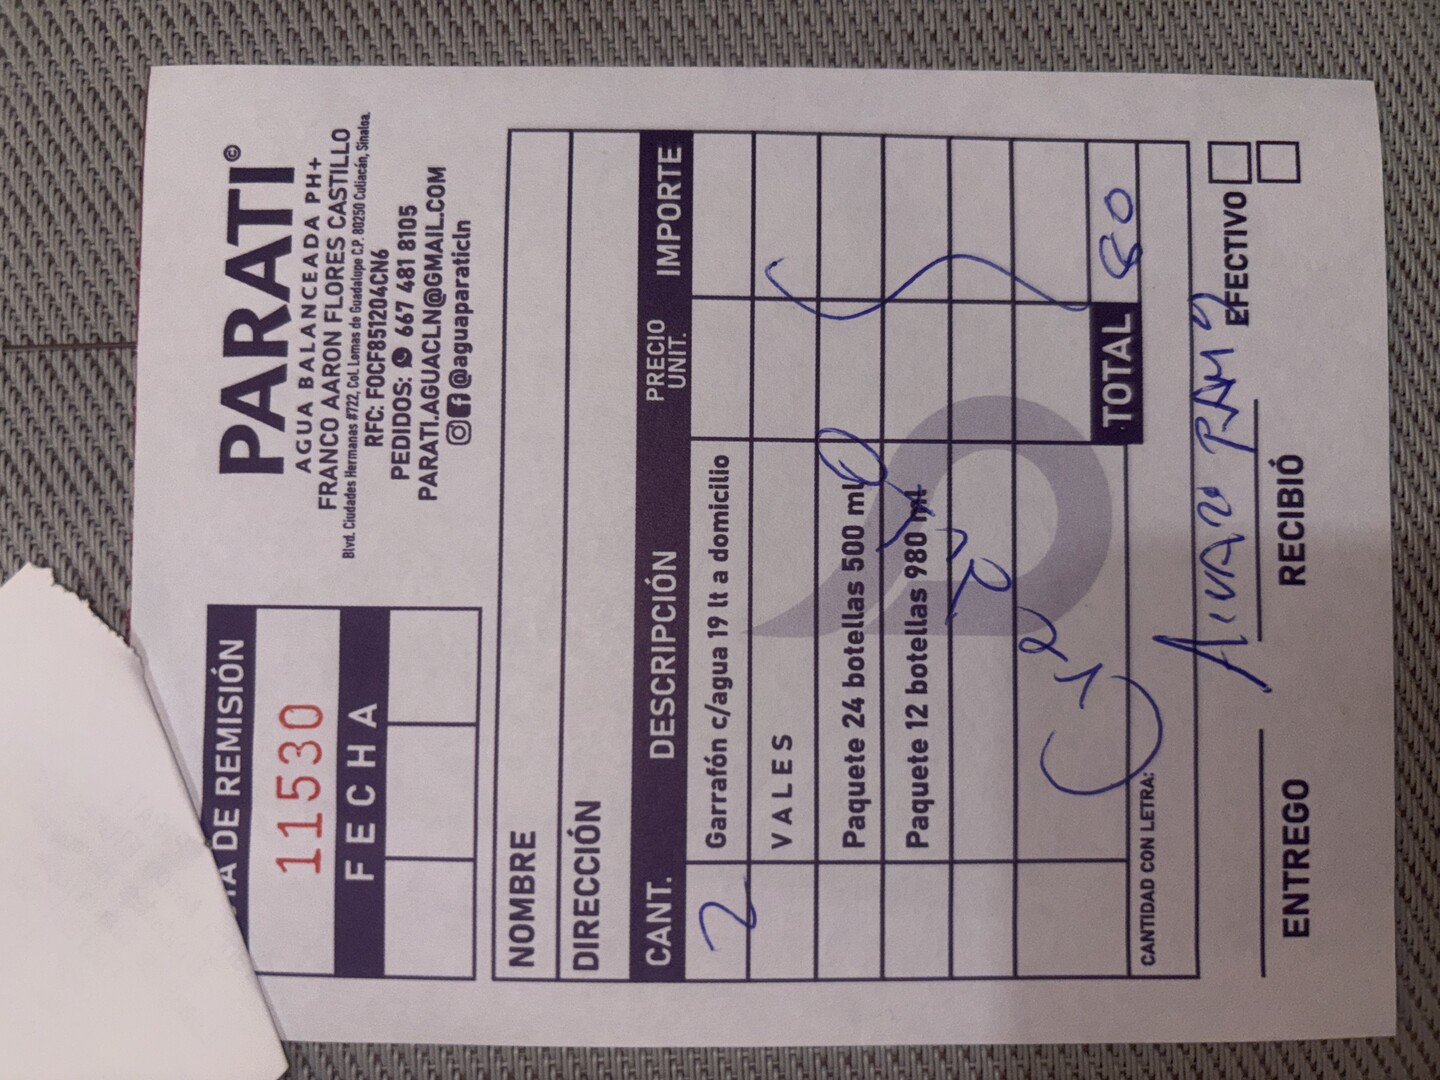 PARATI©
AGUA BALANCEADA PH+
FRANCO AARON FLORES CASTILLO
Blvd. Ciudades Hermanas #722, Col. Lomas de Guadalupe C.P. 80250 Culiacán, Sinaloa.
RFC: FOCF851204CN6
PEDIDOS: 667 481 8105
PARATI.AGUACLN@GMAIL.COM
@aguaparaticln
DE REMISIÓN
11530
FECHA
NOMBRE
DIRECCIÓN
CANT. DESCRIPCIÓN PRECIO UNIT. IMPORTE
2 Garrafón c/agua 19 lt a domicilio
VALES
Paquete 24 botellas 500 ml
Paquete 12 botellas 980 ml
TOTAL 80
CANTIDAD CON LETRA:
ENTREGO RECIBIÓ EFECTIVO